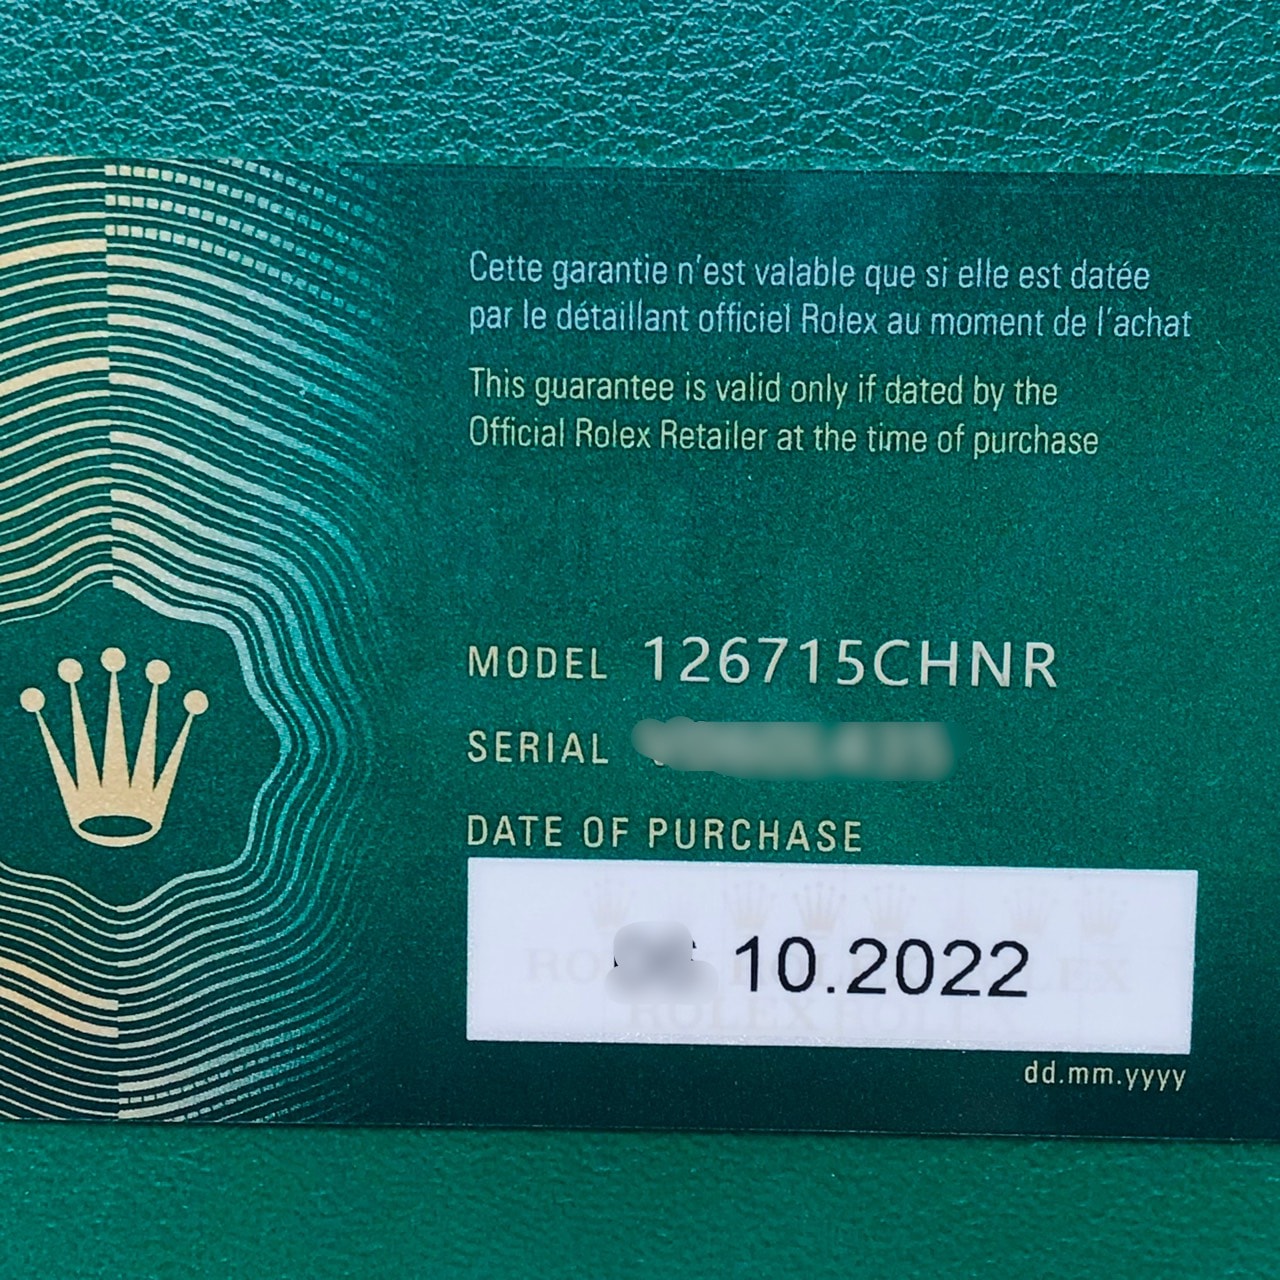 Cette garantie n'est valable que si elle est datée
par le détaillant officiel Rolex au moment de l'achat
This guarantee is valid only if dated by the
Official Rolex Retailer at the time of purchase
MODEL 126715CHNR
SERIAL
DATE OF PURCHASE
10.2022
dd.mm.yyyy